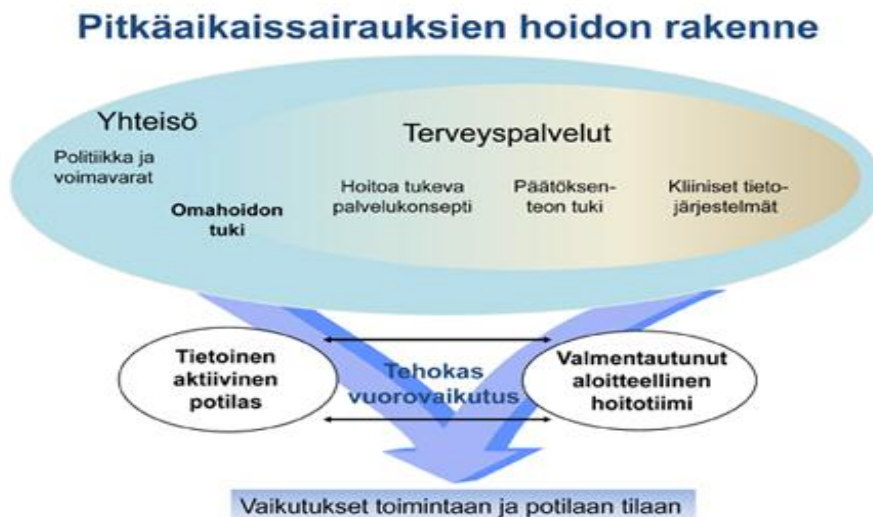 Pitkäaikaissairauksien hoidon rakenne
Yhteisö
Politiikka ja
voimavarat
Omahoidon
tuki
Terveyspalvelut
Hoitoa tukeva
palvelukonsepti
Päätöksen-
teon tuki
Kliiniset tieto-
järjestelmät
Tietoinen
aktiivinen
potilas
Tehokas
vuorovaikutus
Valmentautunut
aloitteellinen
hoitotiimi
Vaikutukset toimintaan ja potilaan tilaan